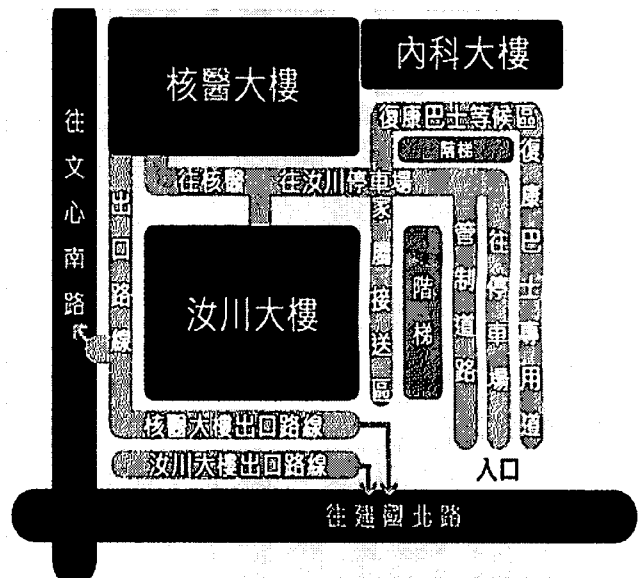 核醫大樓
內科大樓
往文心南路
復康巴士等候區
階梯
往核醫
往汝川停車場
出口路線
汝川大樓
家屬接送區
階梯
管制道路
往停車場
復康巴士專用道
核醫大樓出口路線
汝川大樓出口路線
入口
往建國北路